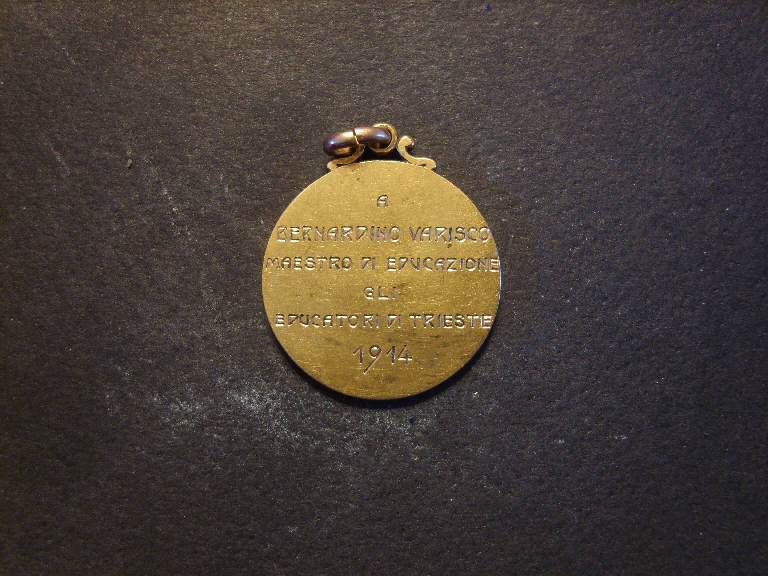 A
BERNARDINO VARISCO
MAESTRO DI EDUCAZIONE
GLI
EDUCATORI DI TRIESTE
1914